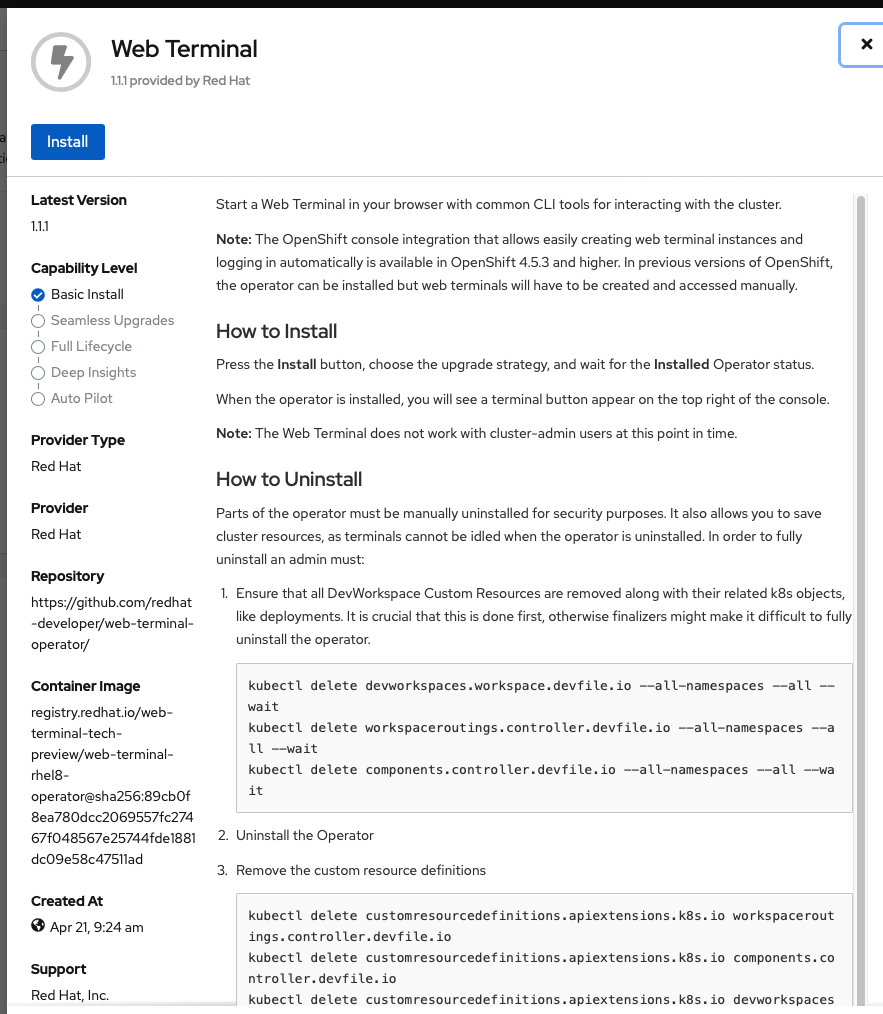 Web Terminal
1.1.1 provided by Red Hat
Install
Latest Version
1.1.1
Capability Level
Basic Install
Seamless Upgrades
Full Lifecycle
Deep Insights
Auto Pilot
Provider Type
Red Hat
Provider
Red Hat
Repository
https://github.com/redhat
-developer/web-terminal-
operator/
Container Image
registry.redhat.io/web-
terminal-tech-
preview/web-terminal-
rhel8-
operator@sha256:89cb0f
8ea780dcc2069557fc274
67f048567e25744fde1881
dc09e58c47511ad
Created At
Apr 21, 9:24 am
Support
Red Hat, Inc.
Start a Web Terminal in your browser with common CLI tools for interacting with the cluster.
Note: The OpenShift console integration that allows easily creating web terminal instances and
logging in automatically is available in OpenShift 4.5.3 and higher. In previous versions of OpenShift,
the operator can be installed but web terminals will have to be created and accessed manually.
How to Install
Press the Install button, choose the upgrade strategy, and wait for the Installed Operator status.
When the operator is installed, you will see a terminal button appear on the top right of the console.
Note: The Web Terminal does not work with cluster-admin users at this point in time.
How to Uninstall
Parts of the operator must be manually uninstalled for security purposes. It also allows you to save
cluster resources, as terminals cannot be idled when the operator is uninstalled. In order to fully
uninstall an admin must:
1. Ensure that all DevWorkspace Custom Resources are removed along with their related k8s objects,
like deployments. It is crucial that this is done first, otherwise finalizers might make it difficult to fully
uninstall the operator.
kubectl delete devworkspaces.workspace.devfile.io --all-namespaces --all --
wait
kubectl delete workspaceroutings.controller.devfile.io --all-namespaces --a
ll --wait
kubectl delete components.controller.devfile.io --all-namespaces --all --wa
it
2. Uninstall the Operator
3. Remove the custom resource definitions
kubectl delete customresourcedefinitions.apiextensions.k8s.io workspacerout
ings.controller.devfile.io
kubectl delete customresourcedefinitions.apiextensions.k8s.io components.co
ntroller.devfile.io
kubectl delete customresourcedefinitions.apiextensions.k8s.io devworkspaces